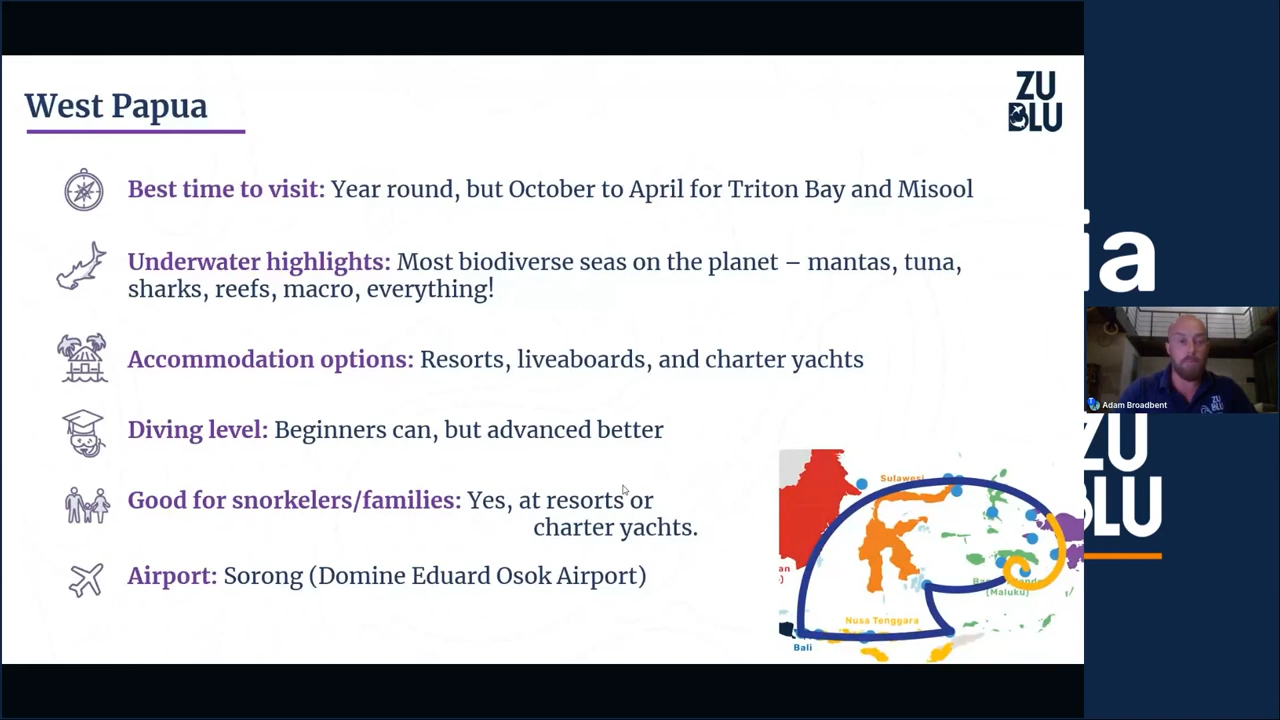 West Papua
ZU
BLU
Best time to visit: Year round, but October to April for Triton Bay and Misool
Underwater highlights: Most biodiverse seas on the planet – mantas, tuna,
sharks, reefs, macro, everything!
Accommodation options: Resorts, liveaboards, and charter yachts
Diving level: Beginners can, but advanced better
Good for snorkelers/families: Yes, at resorts or
charter yachts.
Airport: Sorong (Domine Eduard Osok Airport)
Sulawesi
(Maluku)
Nusa Tenggara
Bali
ia
Adam Broadbent
ZU
BLU
ZU
BLU